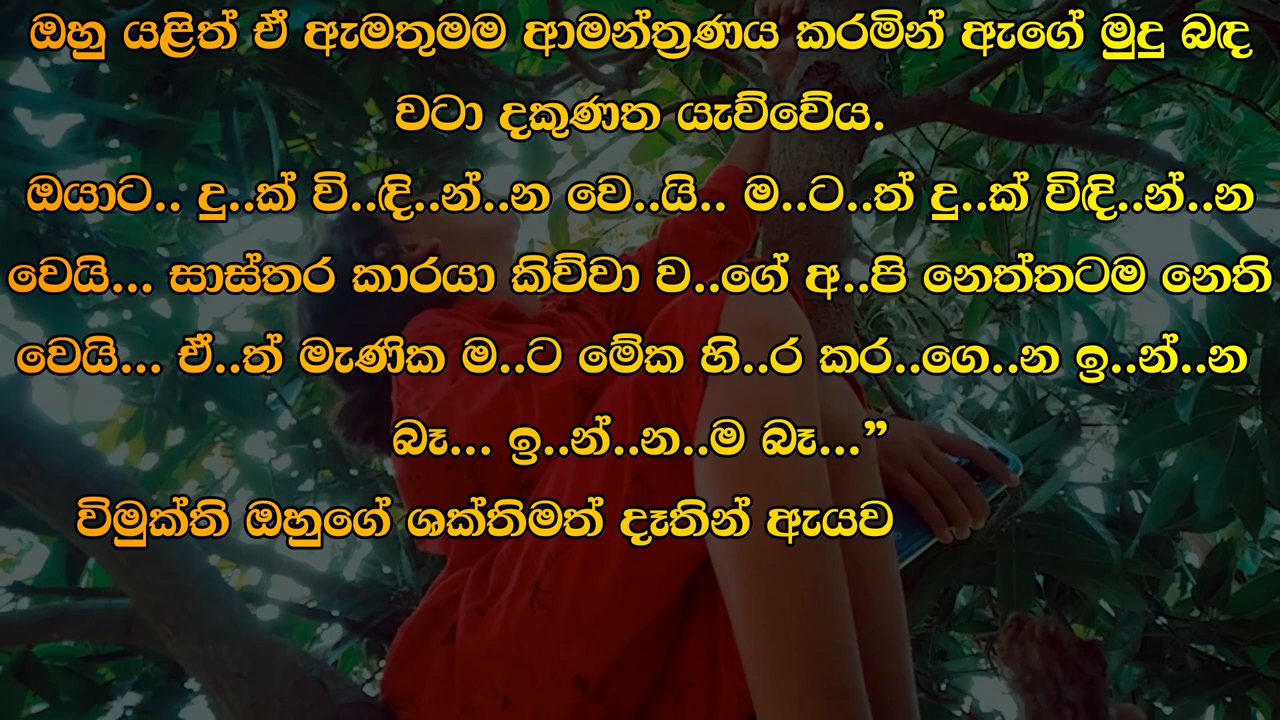 ඔහු යළිත් ඒ ඇමතුමම ආමන්ත්‍රණය කරමින් ඇගේ මුදු බඳ
වටා දකුණත යැව්වේය.
ඔයාට.. දු..ක් වි..ඳි..න්..න වෙ..යි.. ම..ට..ත් දු..ක් විඳි..න්..න
වෙයි... සාස්තර කාරයා කිව්වා ව..ගේ අ..පි නෙත්තටම නෙති
වෙයි... ඒ..ත් මැණික ම..ට මේක හි..ර කර..ගෙ..න ඉ..න්..න
බෑ... ඉ..න්..න..ම බෑ...”
විමුක්ති ඔහුගේ ශක්තිමත් දෑතින් ඇයව